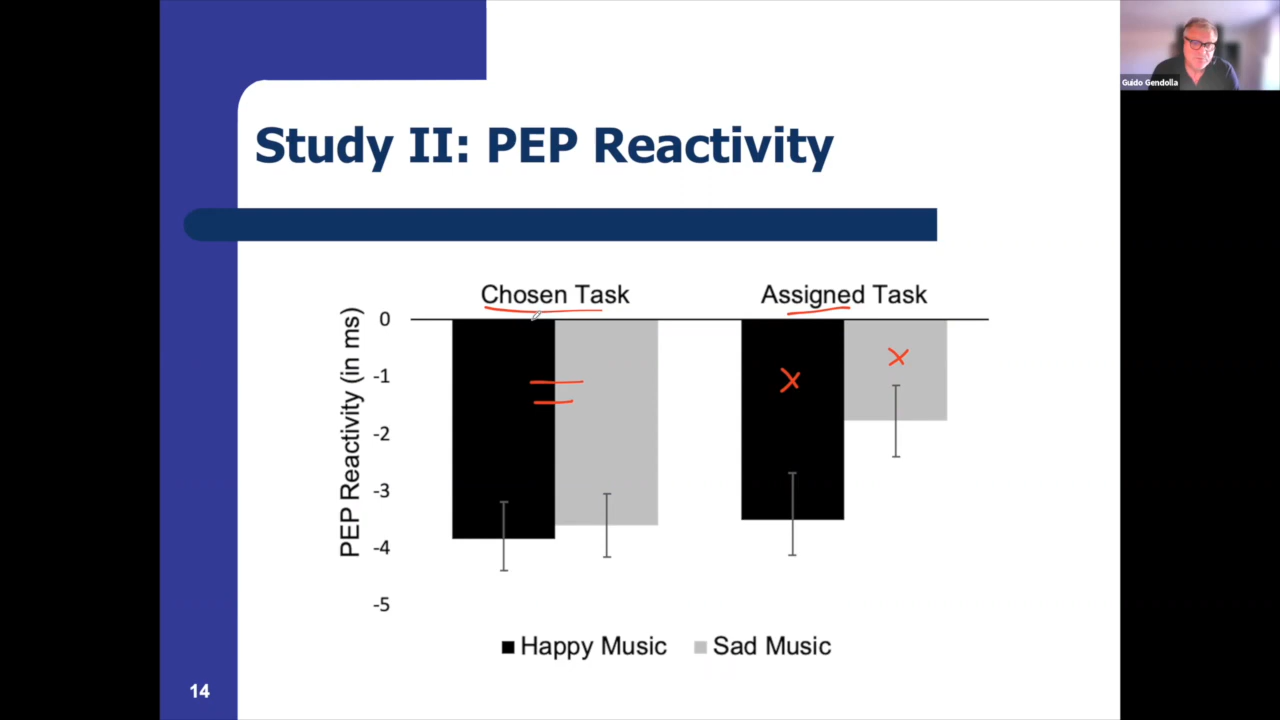 Guido Gendolla
Study II: PEP Reactivity
Chosen Task
Assigned Task
PEP Reactivity (in ms)
0
-1
-2
-3
-4
-5
Happy Music
Sad Music
14